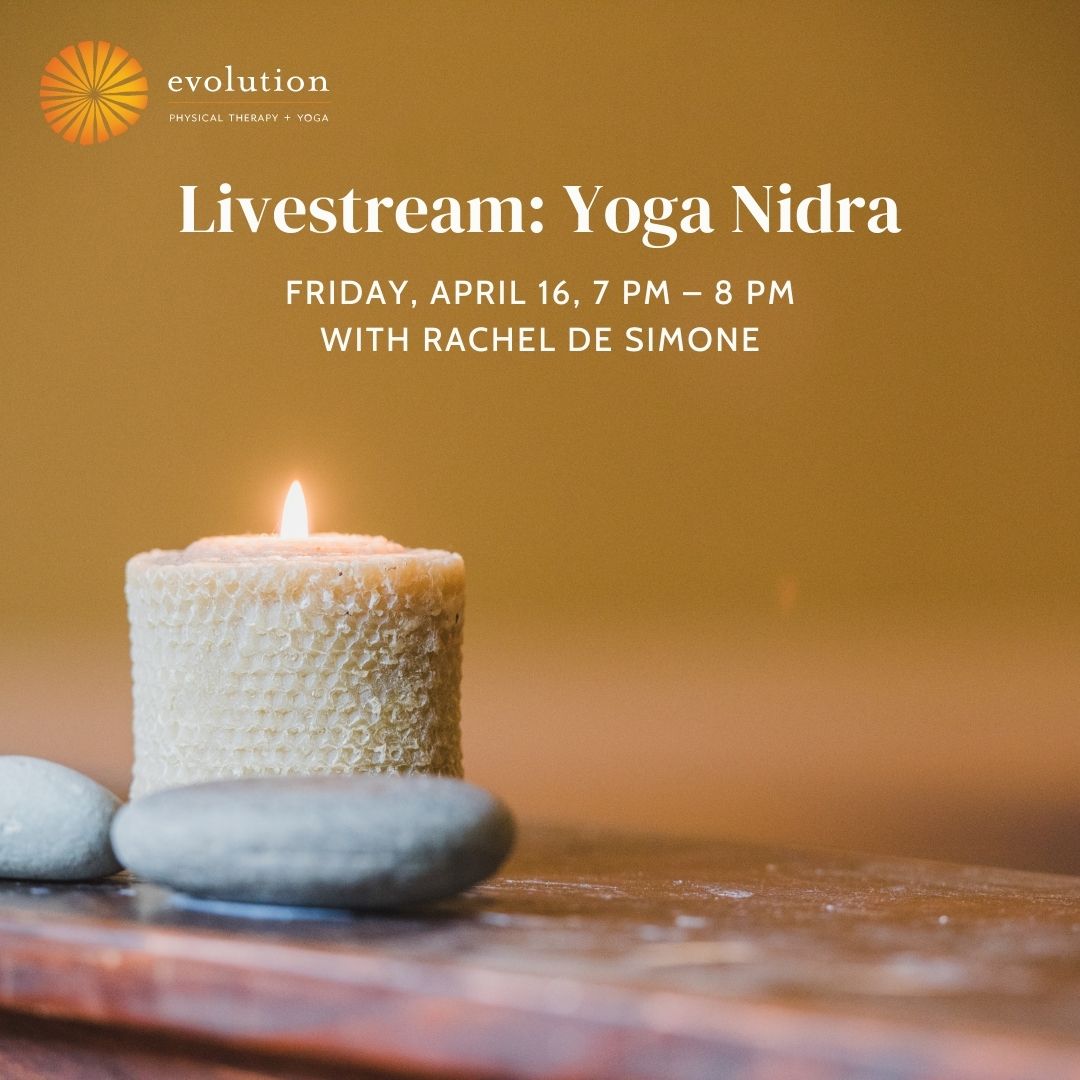 evolution
PHYSICAL THERAPY + YOGA
Livestream: Yoga Nidra
FRIDAY, APRIL 16, 7 PM – 8 PM
WITH RACHEL DE SIMONE